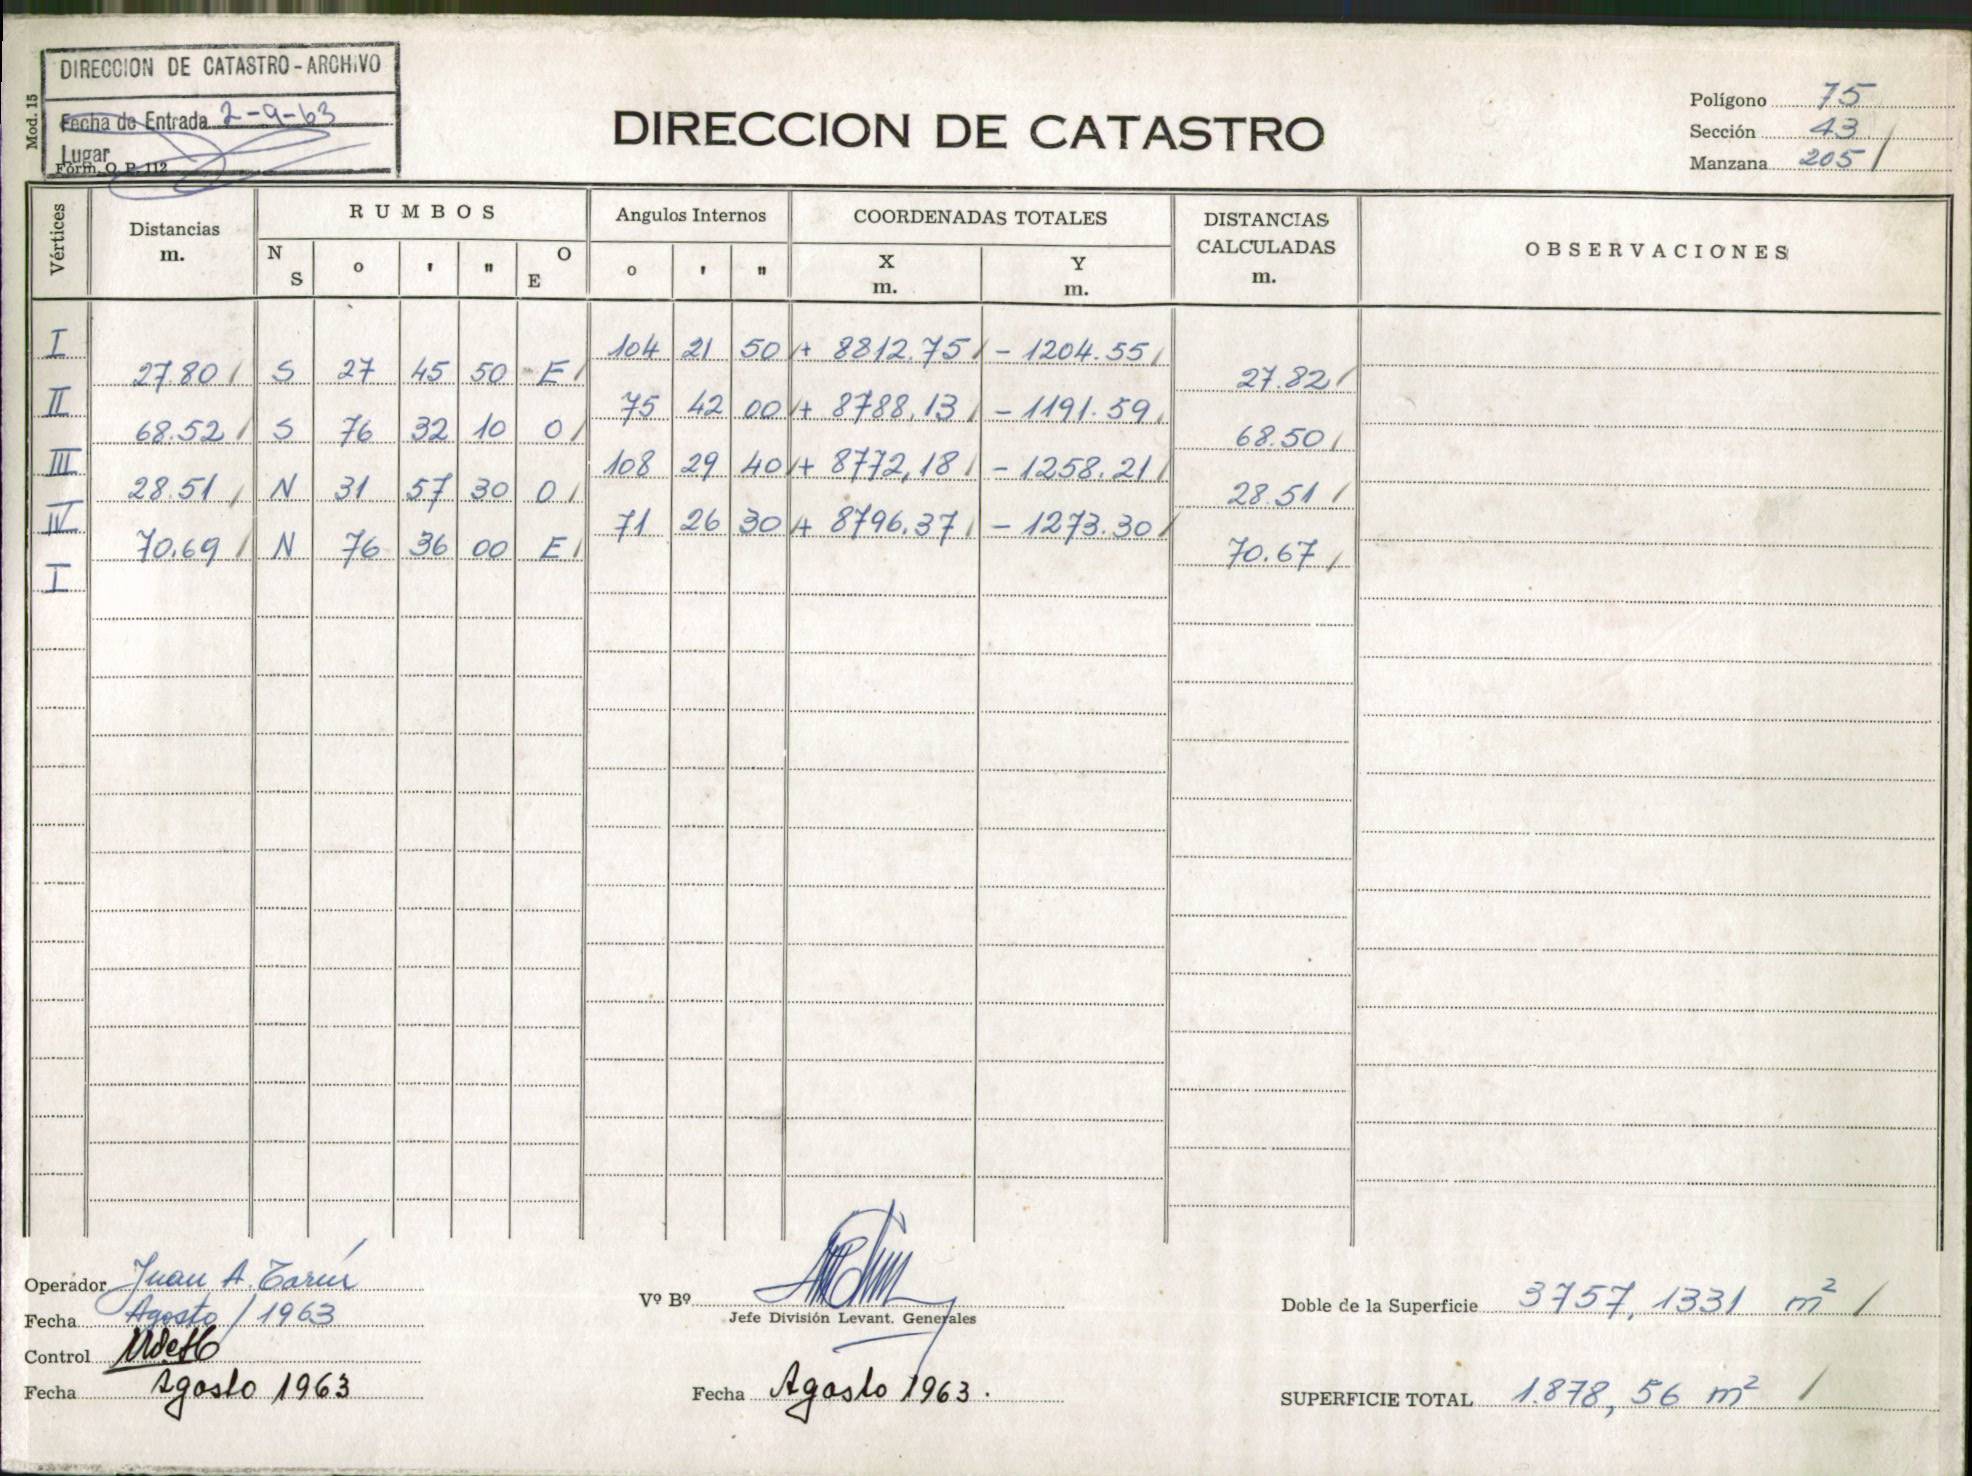 DIRECCION DE CATASTRO - ARCHIVO
Fecha de Entrada 2-9-63
Lugar
Form. O. P. 112
Mod. 15
DIRECCION DE CATASTRO
Polígono 75
Sección 43
Manzana 205
Vértices
Distancias
m.
RUMBOS
N S ° ' " O E
Angulos Internos
° ' "
COORDENADAS TOTALES
X
m.
Y
m.
DISTANCIAS
CALCULADAS
m.
OBSERVACIONES
I 104 21 50 + 8812.75 - 1204.55
27.80 S 27 45 50 E 27.82
II 75 42 00 + 8788.13 - 1191.59
68.52 S 76 32 10 O 68.50
III 108 29 40 + 8772,18 - 1258.21
28.51 N 31 57 30 O 28.51
IV 71 26 30 + 8796.37 - 1273.30
70.69 N 76 36 00 E 70.67
I
Operador Juan A.
Fecha Agosto / 1963
Control
Fecha Agosto 1963
Vº Bº
Jefe División Levant. Generales
Fecha Agosto 1963.
Doble de la Superficie 3757,1331 m²
SUPERFICIE TOTAL 1.878,56 m²